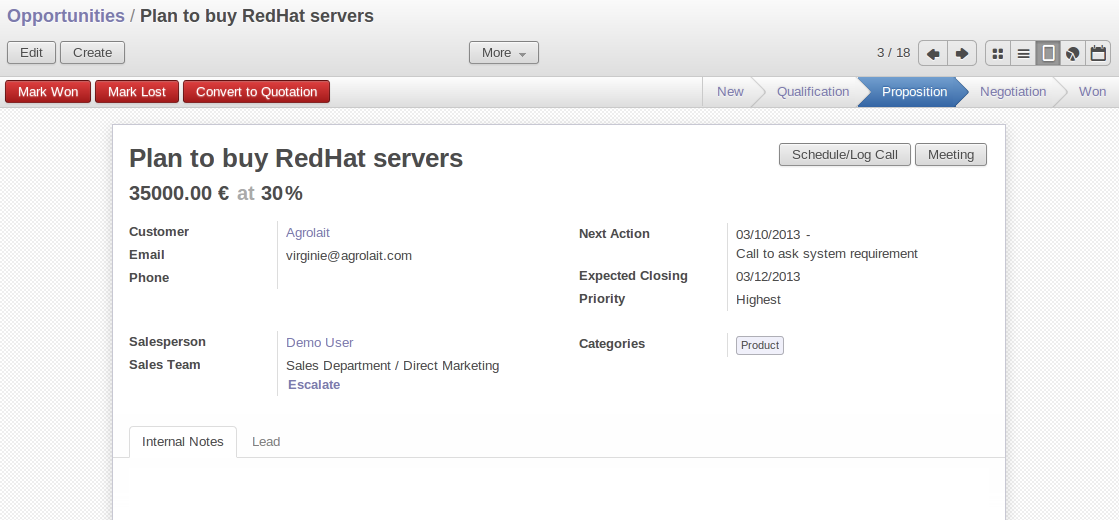 Opportunities / Plan to buy RedHat servers
Edit Create More 3 / 18
Mark Won Mark Lost Convert to Quotation New Qualification Proposition Negotiation Won
Plan to buy RedHat servers Schedule/Log Call Meeting
35000.00 € at 30%
Customer Agrolait Next Action 03/10/2013 -
Email virginie@agrolait.com Call to ask system requirement
Phone Expected Closing 03/12/2013
Priority Highest
Salesperson Demo User Categories Product
Sales Team Sales Department / Direct Marketing
Escalate
Internal Notes Lead